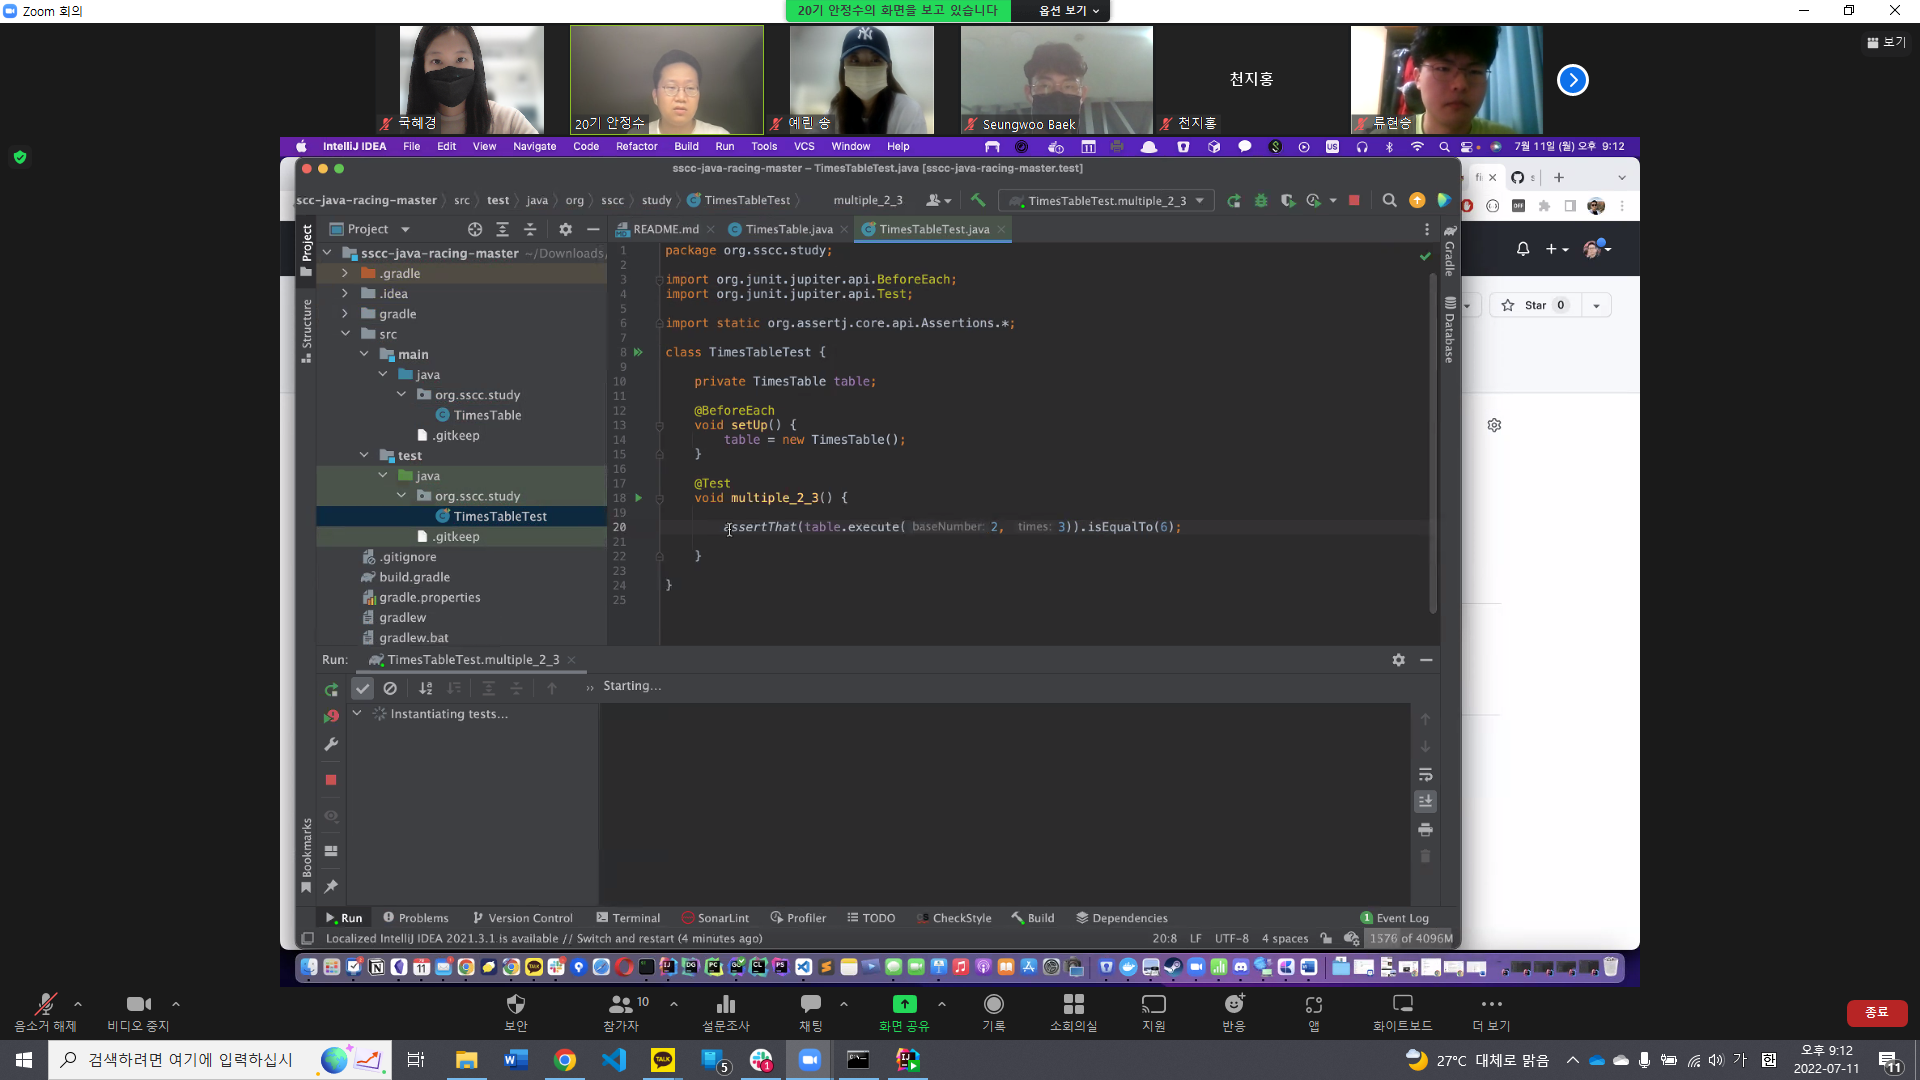 Zoom 회의
20기 안정수의 화면을 보고 있습니다
옵션 보기
보기
국혜경
20기 안정수
예린 송
Seungwoo Baek
천지홍
천지홍
류현승
IntelliJ IDEA File Edit View Navigate Code Refactor Build Run Tools VCS Window Help
7월 11일 (월) 오후 9:12
sscc-java-racing-master – TimesTableTest.java [sscc-java-racing-master.test]
scc-java-racing-master src test java org sscc study TimesTableTest multiple_2_3 TimesTableTest.multiple_2_3
Project
README.md TimesTable.java TimesTableTest.java
sscc-java-racing-master ~/Downloads/
.gradle
.idea
gradle
src
main
java
org.sscc.study
TimesTable
.gitkeep
test
java
org.sscc.study
TimesTableTest
.gitkeep
.gitignore
build.gradle
gradle.properties
gradlew
gradlew.bat
Project
Structure
Bookmarks
1 package org.sscc.study;
2
3 import org.junit.jupiter.api.BeforeEach;
4 import org.junit.jupiter.api.Test;
5
6 import static org.assertj.core.api.Assertions.*;
7
8 class TimesTableTest {
9
10 private TimesTable table;
11
12 @BeforeEach
13 void setUp() {
14 table = new TimesTable();
15 }
16
17 @Test
18 void multiple_2_3() {
19
20 assertThat(table.execute( baseNumber: 2, times: 3)).isEqualTo(6);
21
22 }
23
24 }
25
Gradle
Database
Star 0
Run: TimesTableTest.multiple_2_3
Starting...
Instantiating tests...
Run Problems Version Control Terminal SonarLint Profiler TODO CheckStyle Build Dependencies
1 Event Log
Localized IntelliJ IDEA 2021.3.1 is available // Switch and restart (4 minutes ago)
20:8 LF UTF-8 4 spaces 1576 of 4096M
음소거 해제
비디오 중지
보안
10
참가자
설문조사
채팅
화면 공유
기록
소회의실
지원
반응
앱
화이트보드
더 보기
종료
검색하려면 여기에 입력하십시
27°C 대체로 맑음
가
오후 9:12
2022-07-11
11